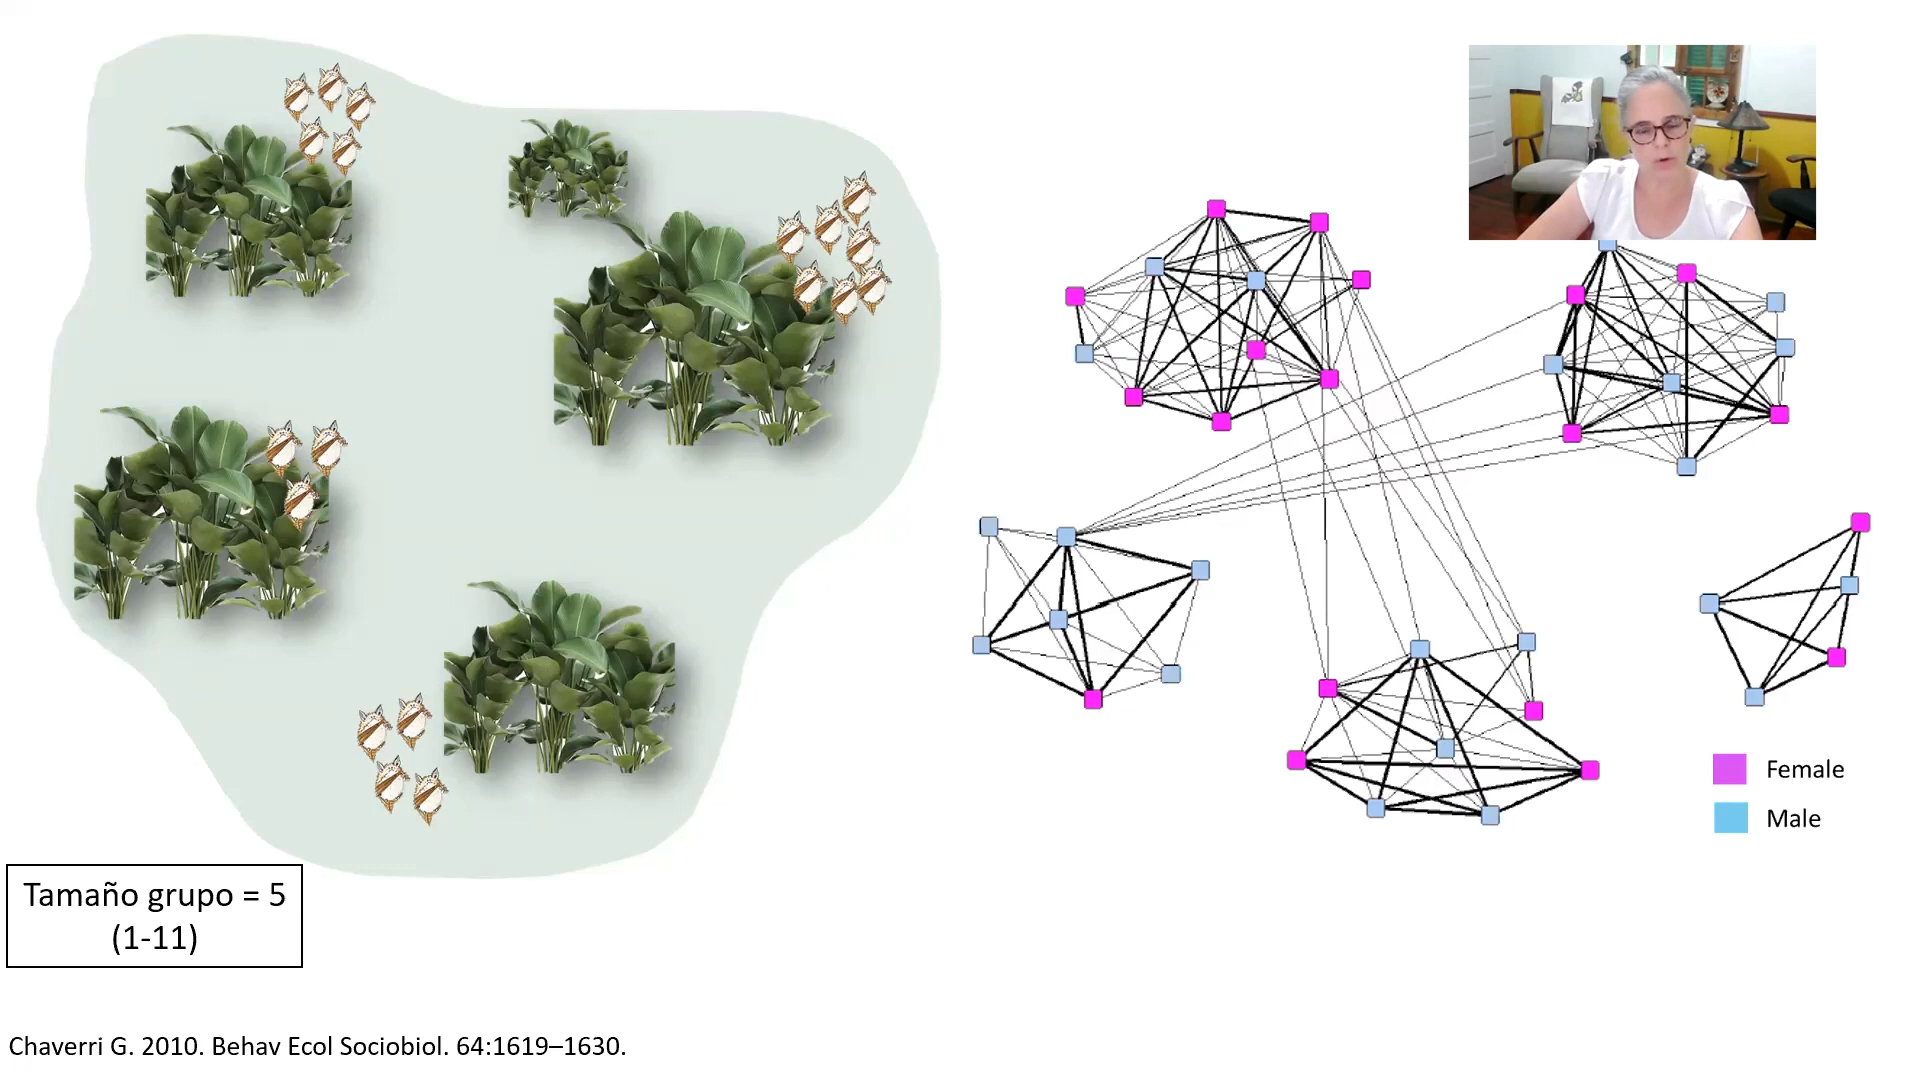 Female
Male
Tamaño grupo = 5
(1-11)
Chaverri G. 2010. Behav Ecol Sociobiol. 64:1619–1630.